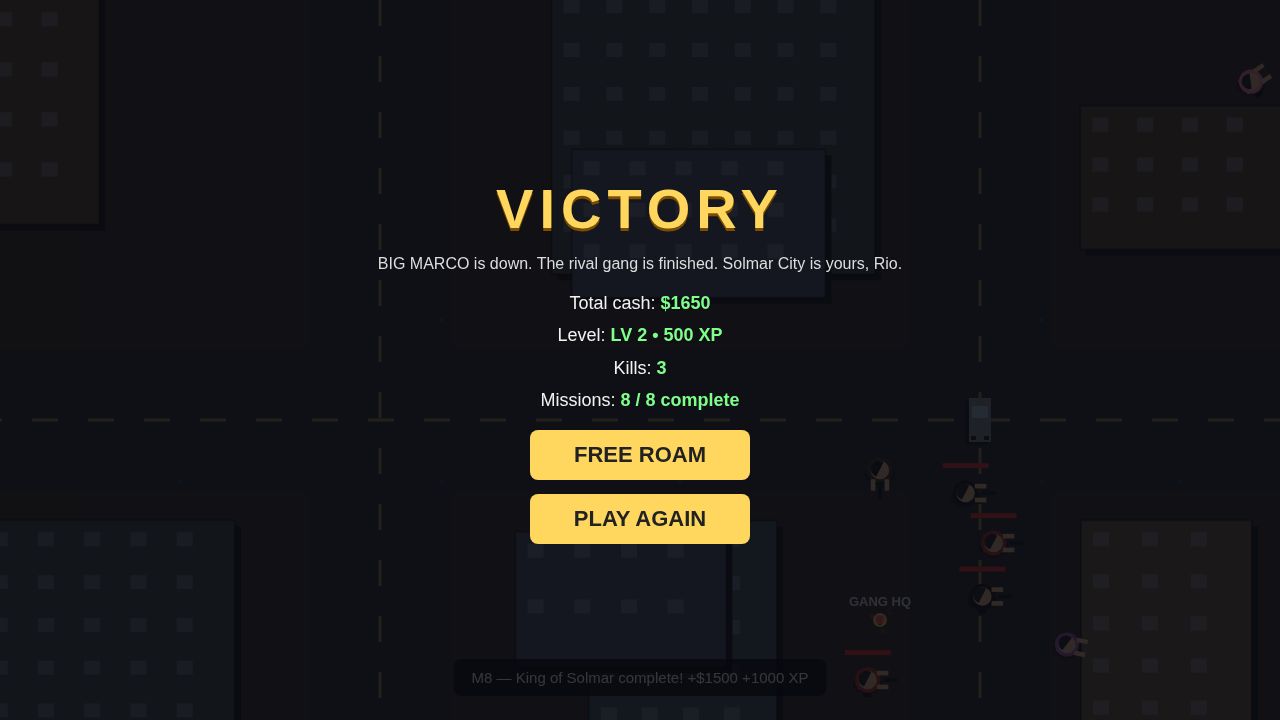 VICTORY
BIG MARCO is down. The rival gang is finished. Solmar City is yours, Rio.
Total cash: $1650
Level: LV 2 • 500 XP
Kills: 3
Missions: 8 / 8 complete
FREE ROAM
PLAY AGAIN
GANG HQ
M8 — King of Solmar complete! +$1500 +1000 XP